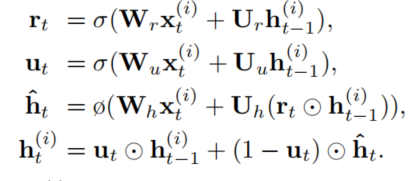 r_t = σ(W_r x_t^{(i)} + U_r h_{t-1}^{(i)}),
u_t = σ(W_u x_t^{(i)} + U_u h_{t-1}^{(i)}),
ĥ_t = ø(W_h x_t^{(i)} + U_h(r_t ⊙ h_{t-1}^{(i)})),
h_t^{(i)} = u_t ⊙ h_{t-1}^{(i)} + (1 − u_t) ⊙ ĥ_t.